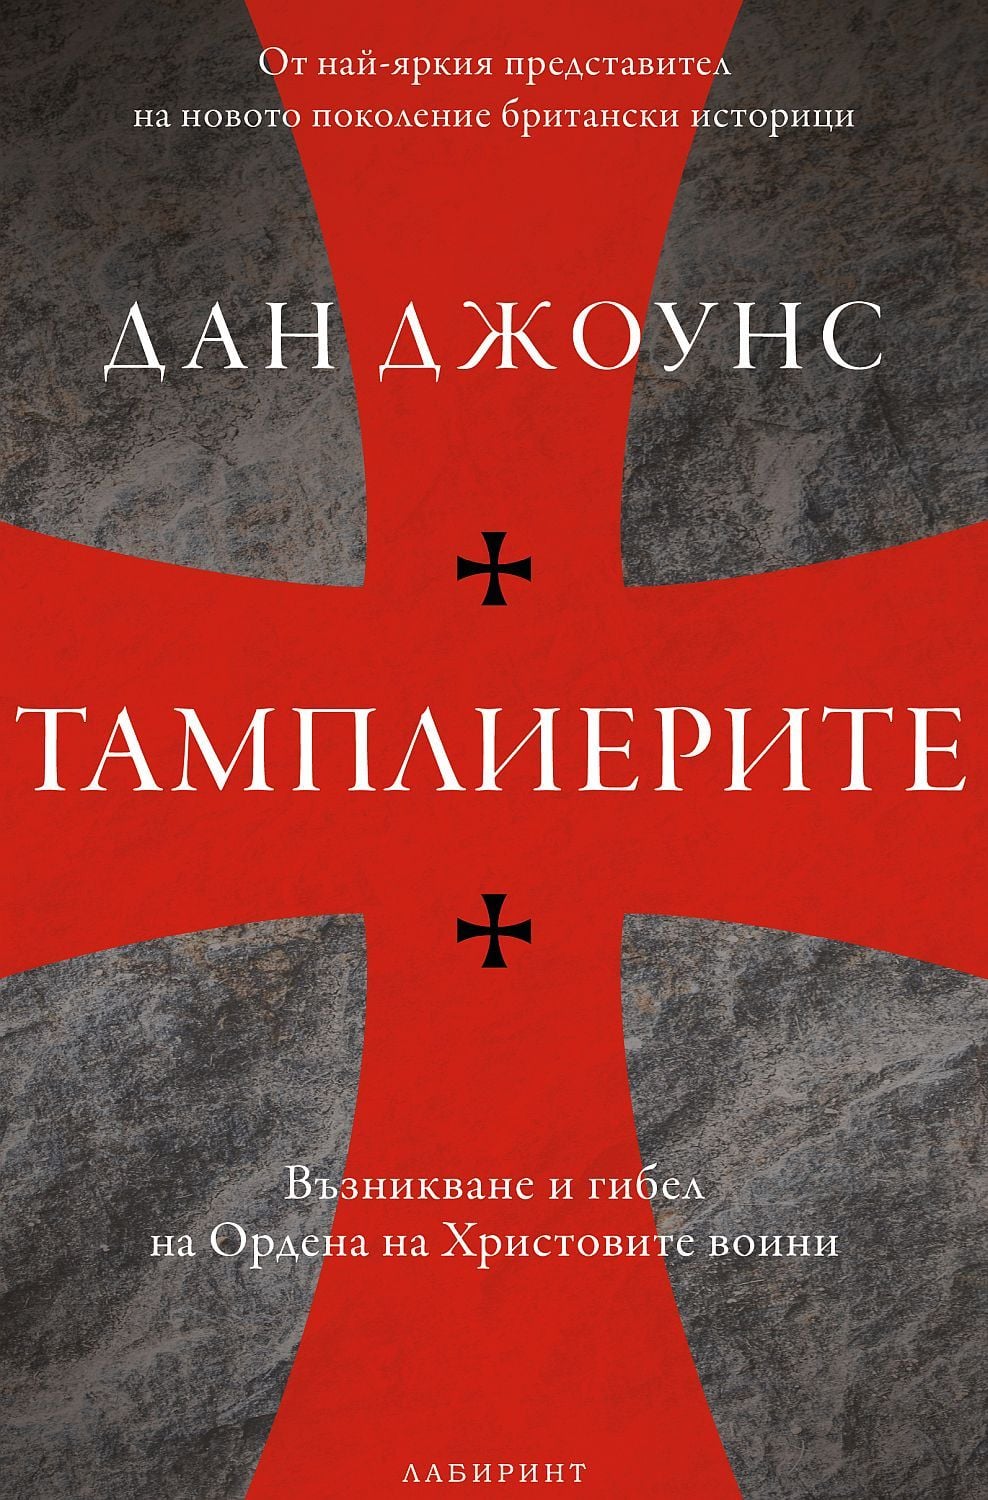 От най-яркия представител
на новото поколение британски историци
ДАН ДЖОУНС
ТАМПЛИЕРИТЕ
Възникване и гибел
на Ордена на Христовите воини
ЛАБИРИНТ